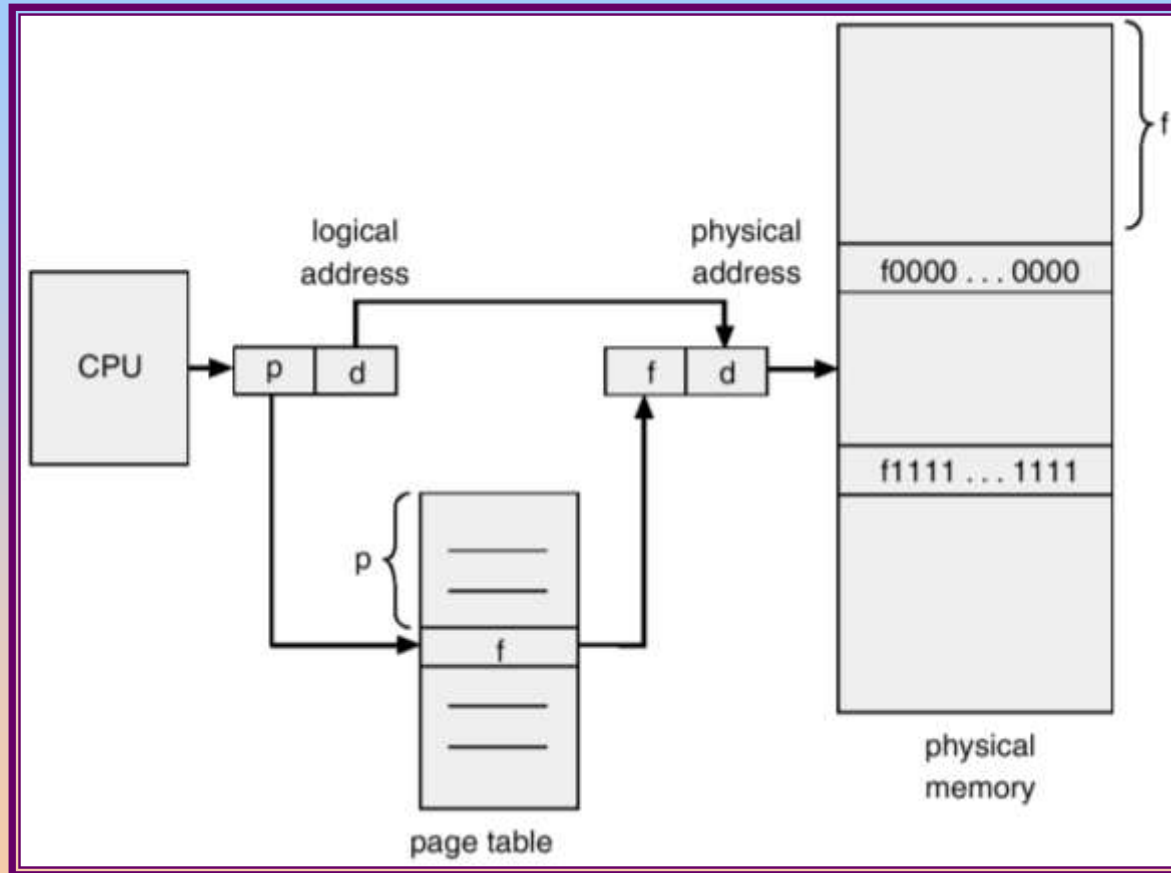 f
logical
address
physical
address
f0000 . . . 0000
CPU
p
d
f
d
f1111 . . . 1111
p
f
physical
memory
page table